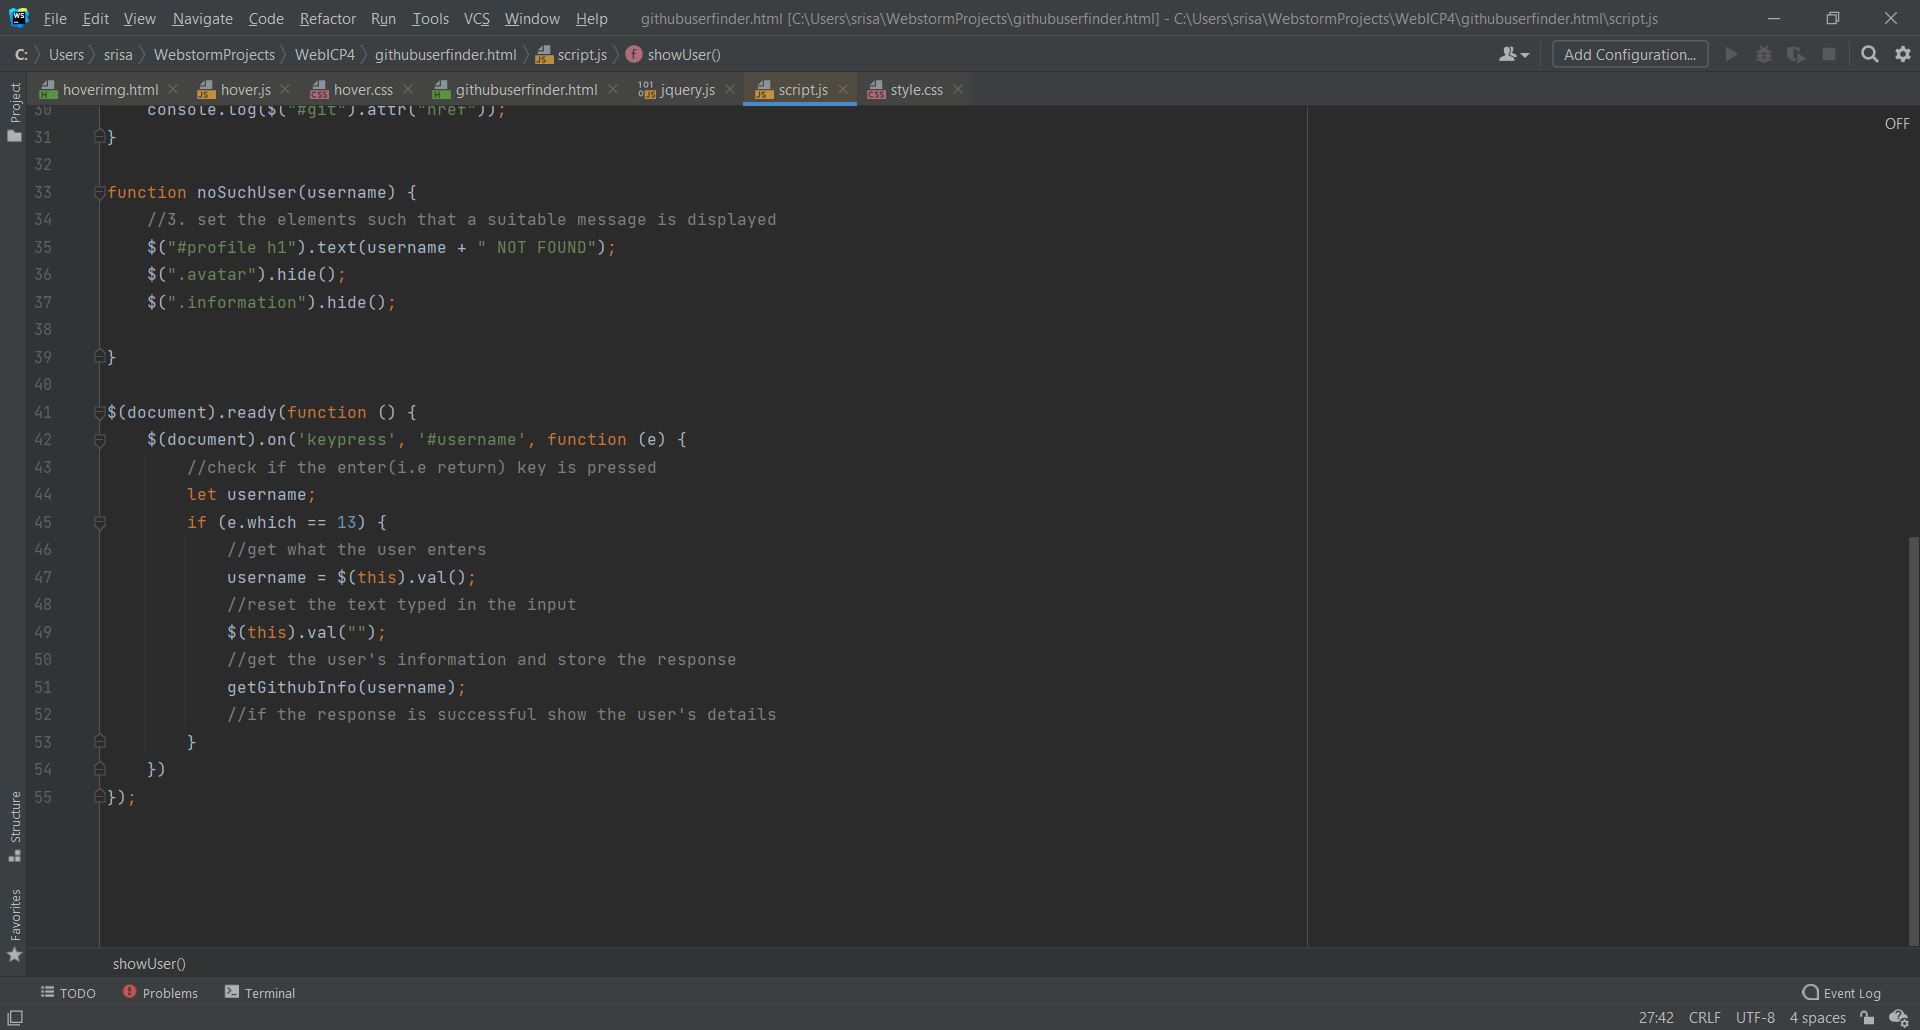 File Edit View Navigate Code Refactor Run Tools VCS Window Help githubuserfinder.html [C:\Users\srisa\WebstormProjects\githubuserfinder.html] - C:\Users\srisa\WebstormProjects\WebICP4\githubuserfinder.html\script.js
C: Users srisa WebstormProjects WebICP4 githubuserfinder.html script.js showUser() Add Configuration...
hoverimg.html hover.js hover.css githubuserfinder.html jquery.js script.js style.css
Project
OFF
30 console.log($("#git").attr("href"));
31 }
32
33 function noSuchUser(username) {
34 //3. set the elements such that a suitable message is displayed
35 $("#profile h1").text(username + " NOT FOUND");
36 $(".avatar").hide();
37 $(".information").hide();
38
39 }
40
41 $(document).ready(function () {
42 $(document).on('keypress', '#username', function (e) {
43 //check if the enter(i.e return) key is pressed
44 let username;
45 if (e.which == 13) {
46 //get what the user enters
47 username = $(this).val();
48 //reset the text typed in the input
49 $(this).val("");
50 //get the user's information and store the response
51 getGithubInfo(username);
52 //if the response is successful show the user's details
53 }
54 })
55 });
Structure
Favorites
showUser()
TODO Problems Terminal Event Log
27:42 CRLF UTF-8 4 spaces